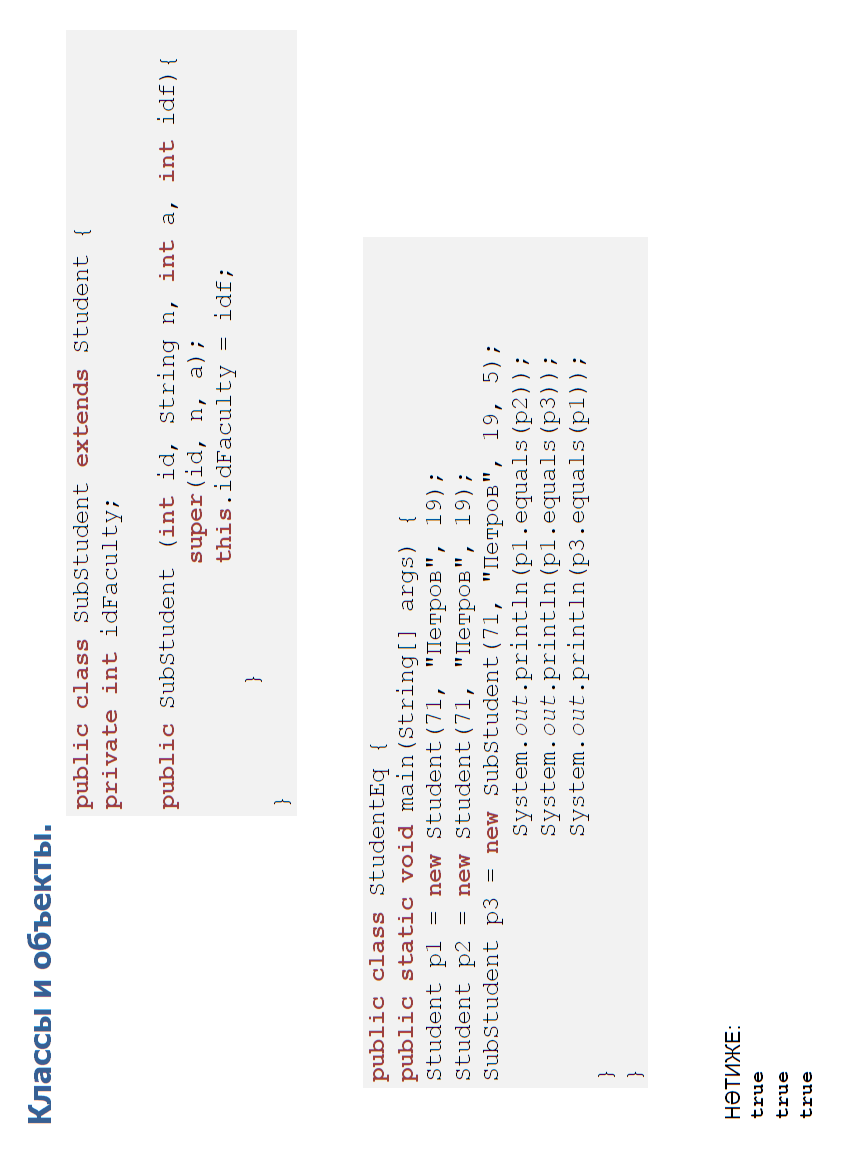 Классы и объекты.
public class SubStudent extends Student {
private int idFaculty;
public SubStudent (int id, String n, int a, int idf){
super(id, n, a);
this.idFaculty = idf;
}
}
public class StudentEq {
public static void main(String[] args) {
Student p1 = new Student(71, "Петров", 19);
Student p2 = new Student(71, "Петров", 19);
SubStudent p3 = new SubStudent(71, "Петров", 19, 5);
System.out.println(p1.equals(p2));
System.out.println(p1.equals(p3));
System.out.println(p3.equals(p1));
}
}
НӘТИЖЕ:
true
true
true